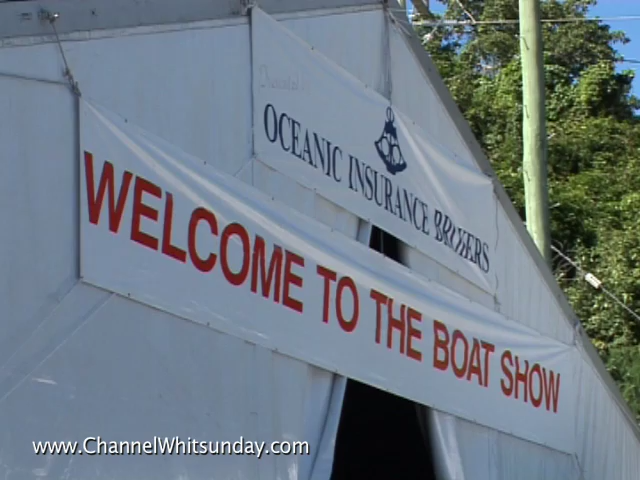 OCEANIC INSURANCE BROKERS
WELCOME TO THE BOAT SHOW
www.ChannelWhitsunday.com